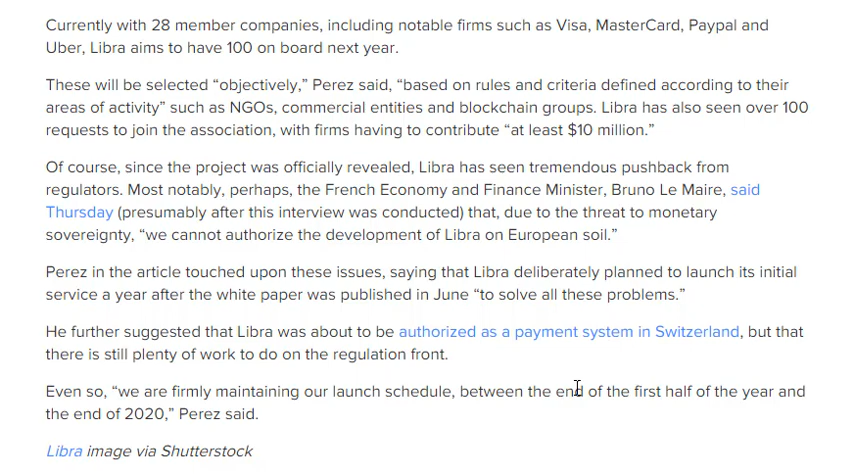 Currently with 28 member companies, including notable firms such as Visa, MasterCard, Paypal and
Uber, Libra aims to have 100 on board next year.
These will be selected “objectively,” Perez said, “based on rules and criteria defined according to their
areas of activity” such as NGOs, commercial entities and blockchain groups. Libra has also seen over 100
requests to join the association, with firms having to contribute “at least $10 million.”
Of course, since the project was officially revealed, Libra has seen tremendous pushback from
regulators. Most notably, perhaps, the French Economy and Finance Minister, Bruno Le Maire, said
Thursday (presumably after this interview was conducted) that, due to the threat to monetary
sovereignty, “we cannot authorize the development of Libra on European soil.”
Perez in the article touched upon these issues, saying that Libra deliberately planned to launch its initial
service a year after the white paper was published in June “to solve all these problems.”
He further suggested that Libra was about to be authorized as a payment system in Switzerland, but that
there is still plenty of work to do on the regulation front.
Even so, “we are firmly maintaining our launch schedule, between the end of the first half of the year and
the end of 2020,” Perez said.
Libra image via Shutterstock